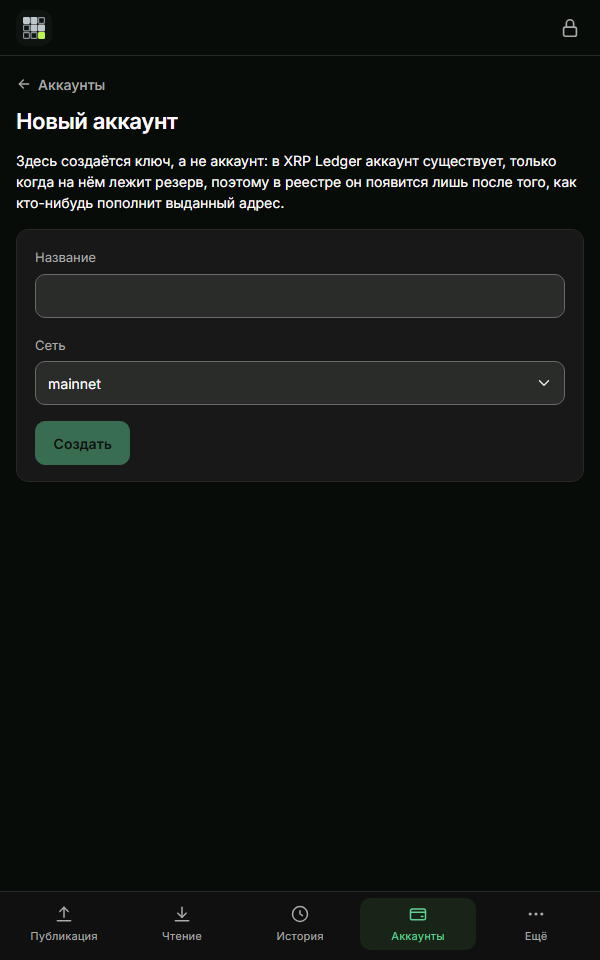 Аккаунты
Новый аккаунт
Здесь создаётся ключ, а не аккаунт: в XRP Ledger аккаунт существует, только
когда на нём лежит резерв, поэтому в реестре он появится лишь после того, как
кто-нибудь пополнит выданный адрес.
Название
Сеть
mainnet
Создать
Публикация
Чтение
История
Аккаунты
Ещё